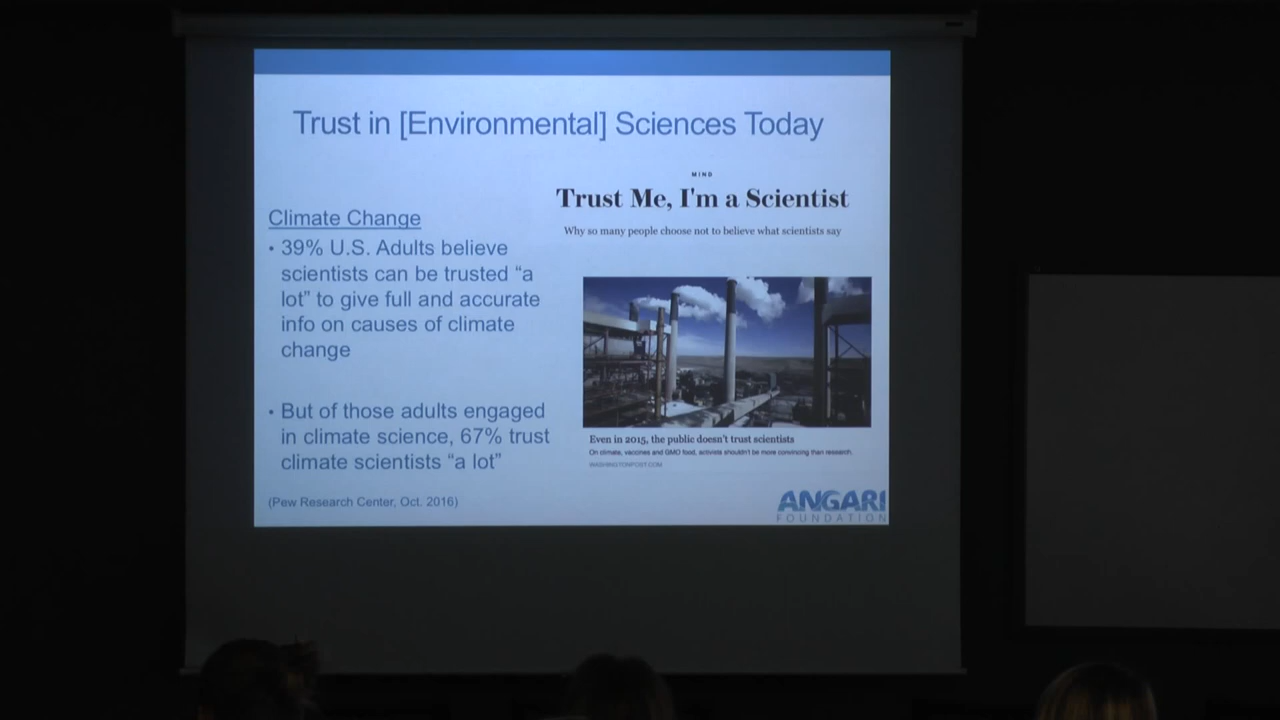 Trust in [Environmental] Sciences Today
Climate Change
• 39% U.S. Adults believe
scientists can be trusted “a
lot” to give full and accurate
info on causes of climate
change
• But of those adults engaged
in climate science, 67% trust
climate scientists “a lot”
(Pew Research Center, Oct. 2016)
MIND
Trust Me, I'm a Scientist
Why so many people choose not to believe what scientists say
Even in 2015, the public doesn't trust scientists
On climate, vaccines and GMO food, activists shouldn't be more convincing than research.
WASHINGTONPOST.COM
ANGARI
FOUNDATION